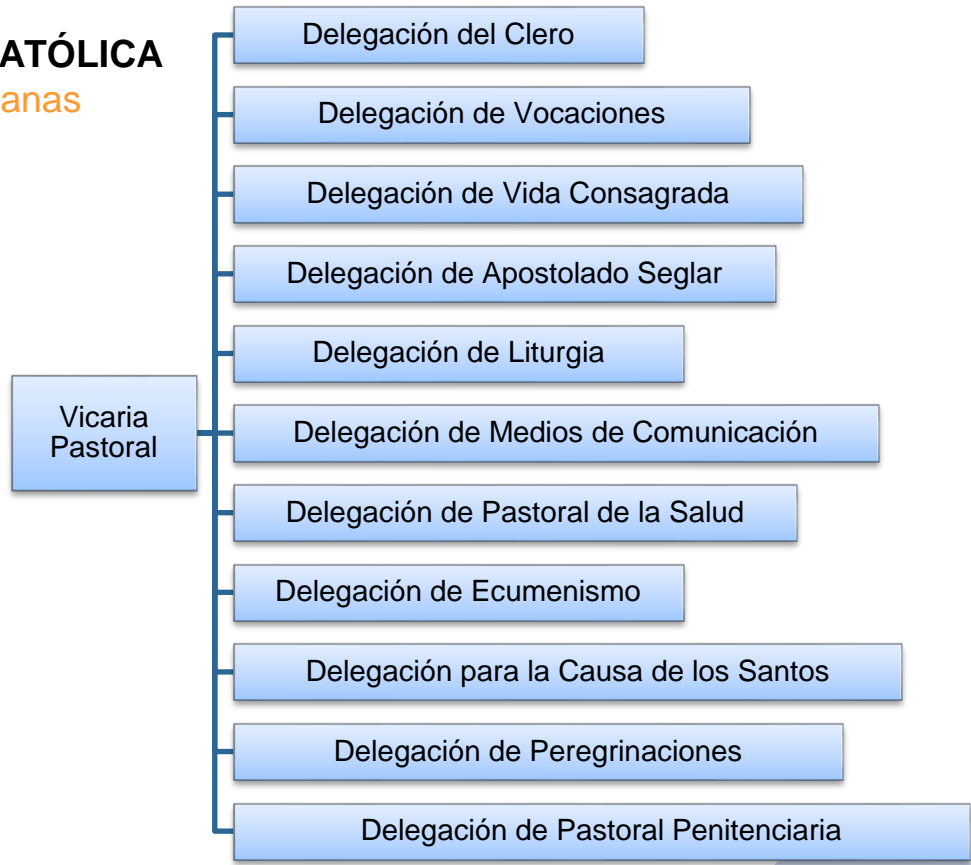 ATÓLICA
anas
Delegación del Clero
Delegación de Vocaciones
Delegación de Vida Consagrada
Delegación de Apostolado Seglar
Delegación de Liturgia
Vicaria
Pastoral
Delegación de Medios de Comunicación
Delegación de Pastoral de la Salud
Delegación de Ecumenismo
Delegación para la Causa de los Santos
Delegación de Peregrinaciones
Delegación de Pastoral Penitenciaria